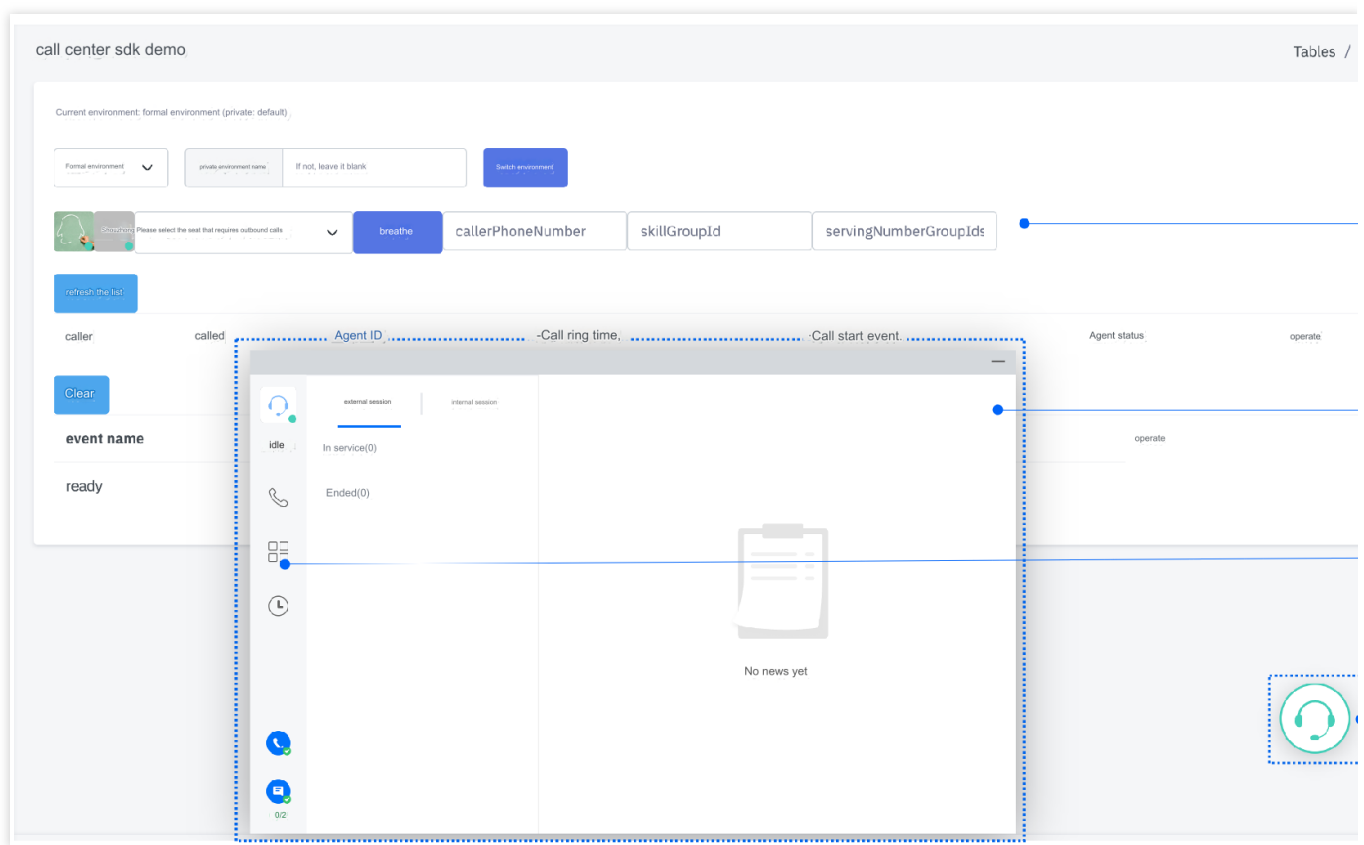 call center sdk demo
Tables /
Current environment: formal environment (private: default)
Formal environment
private environment name
If not, leave it blank
Switch environment
Please select the seat that requires outbound calls
breathe
callerPhoneNumber
skillGroupId
servingNumberGroupIds
refresh the list
caller
called
Agent ID
-Call ring time,
·Call start event.
Agent status
operate
Clear
event name
operate
ready
idle
external session
internal session
In service(0)
Ended(0)
No news yet
0/2